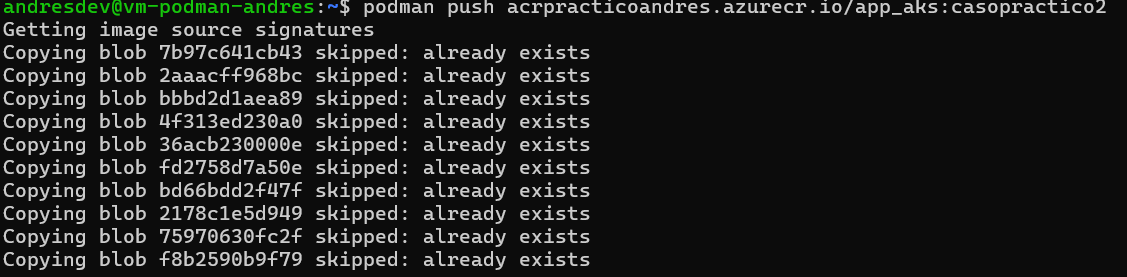 andresdev@vm-podman-andres:~$ podman push acrpracticoandres.azurecr.io/app_aks:casopractico2
Getting image source signatures
Copying blob 7b97c641cb43 skipped: already exists
Copying blob 2aaacff968bc skipped: already exists
Copying blob bbbd2d1aea89 skipped: already exists
Copying blob 4f313ed230a0 skipped: already exists
Copying blob 36acb230000e skipped: already exists
Copying blob fd2758d7a50e skipped: already exists
Copying blob bd66bdd2f47f skipped: already exists
Copying blob 2178c1e5d949 skipped: already exists
Copying blob 75970630fc2f skipped: already exists
Copying blob f8b2590b9f79 skipped: already exists